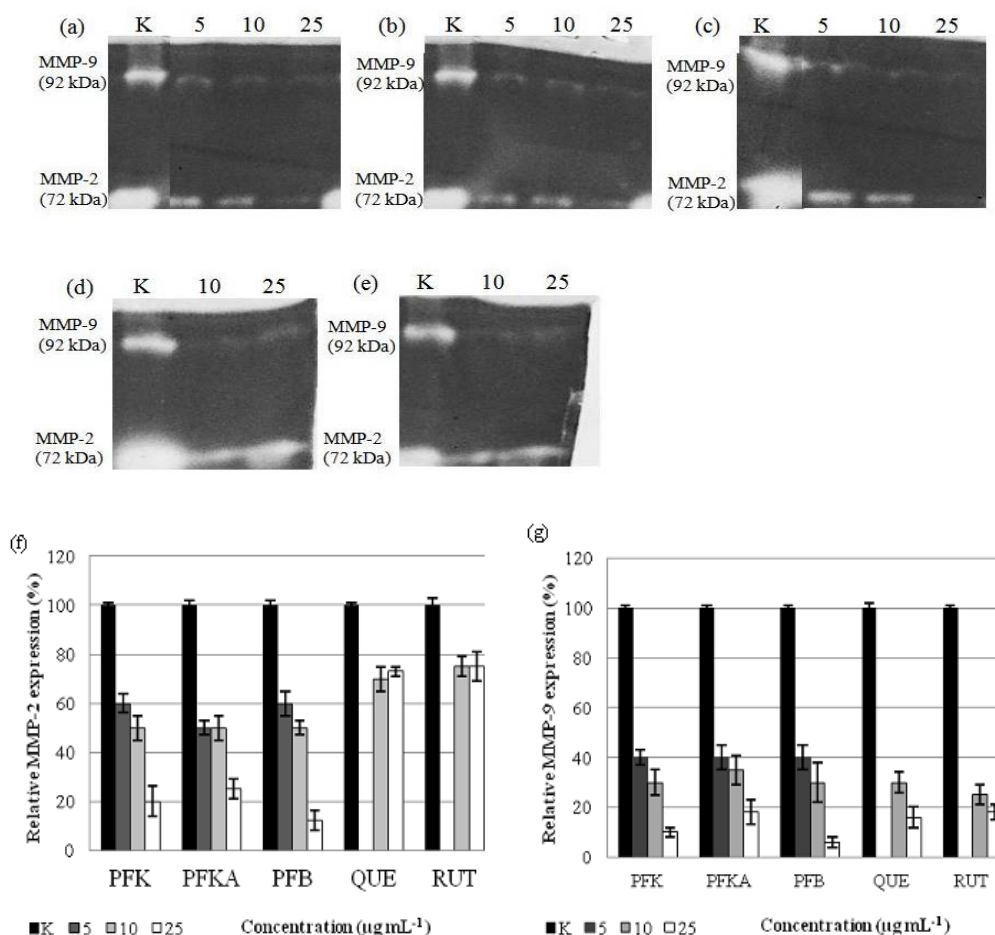 (a) K 5 10 25
MMP-9
(92 kDa)
MMP-2
(72 kDa)
(b) K 5 10 25
MMP-9
(92 kDa)
MMP-2
(72 kDa)
(c) K 5 10 25
MMP-9
(92 kDa)
MMP-2
(72 kDa)
(d) K 10 25
MMP-9
(92 kDa)
MMP-2
(72 kDa)
(e) K 10 25
MMP-9
(92 kDa)
MMP-2
(72 kDa)
(f)
Relative MMP-2 expression (%)
120
100
80
60
40
20
0
PFK PFKA PFB QUE RUT
K 5 10 25 Concentration (µg mL⁻¹)
(g)
Relative MMP-9 expression (%)
120
100
80
60
40
20
0
PFK PFKA PFB QUE RUT
K 5 10 25 Concentration (µg mL⁻¹)